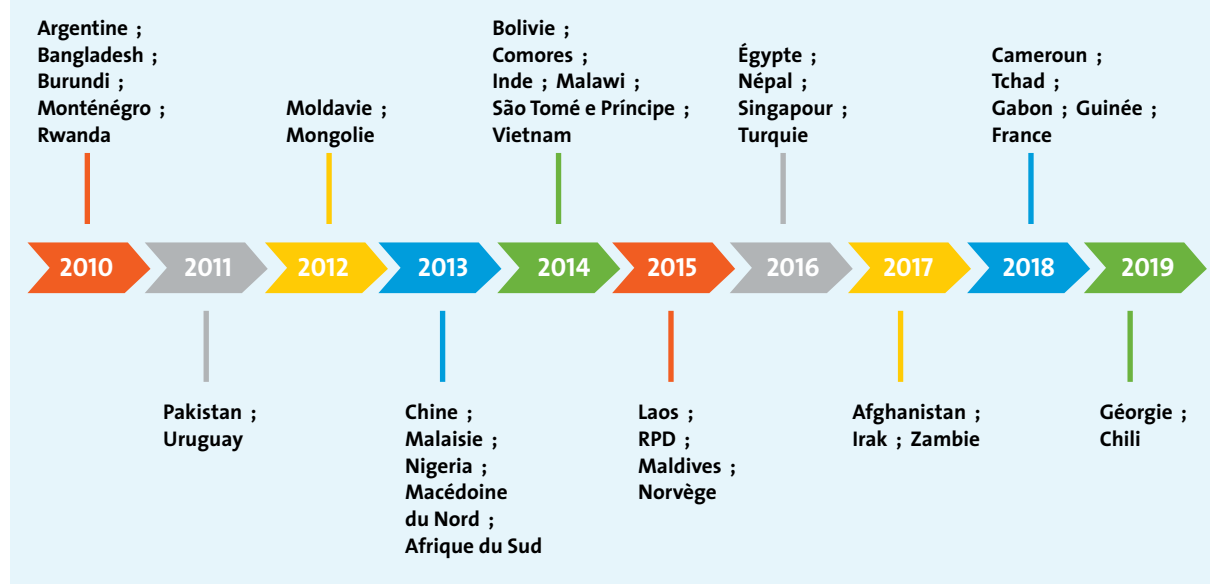 Argentine ;
Bangladesh ;
Burundi ;
Monténégro ;
Rwanda
Moldavie ;
Mongolie
Bolivie ;
Comores ;
Inde ; Malawi ;
São Tomé e Príncipe ;
Vietnam
Égypte ;
Népal ;
Singapour ;
Turquie
Cameroun ;
Tchad ;
Gabon ; Guinée ;
France
2010
2011
2012
2013
2014
2015
2016
2017
2018
2019
Pakistan ;
Uruguay
Chine ;
Malaisie ;
Nigeria ;
Macédoine
du Nord ;
Afrique du Sud
Laos ;
RPD ;
Maldives ;
Norvège
Afghanistan ;
Irak ; Zambie
Géorgie ;
Chili